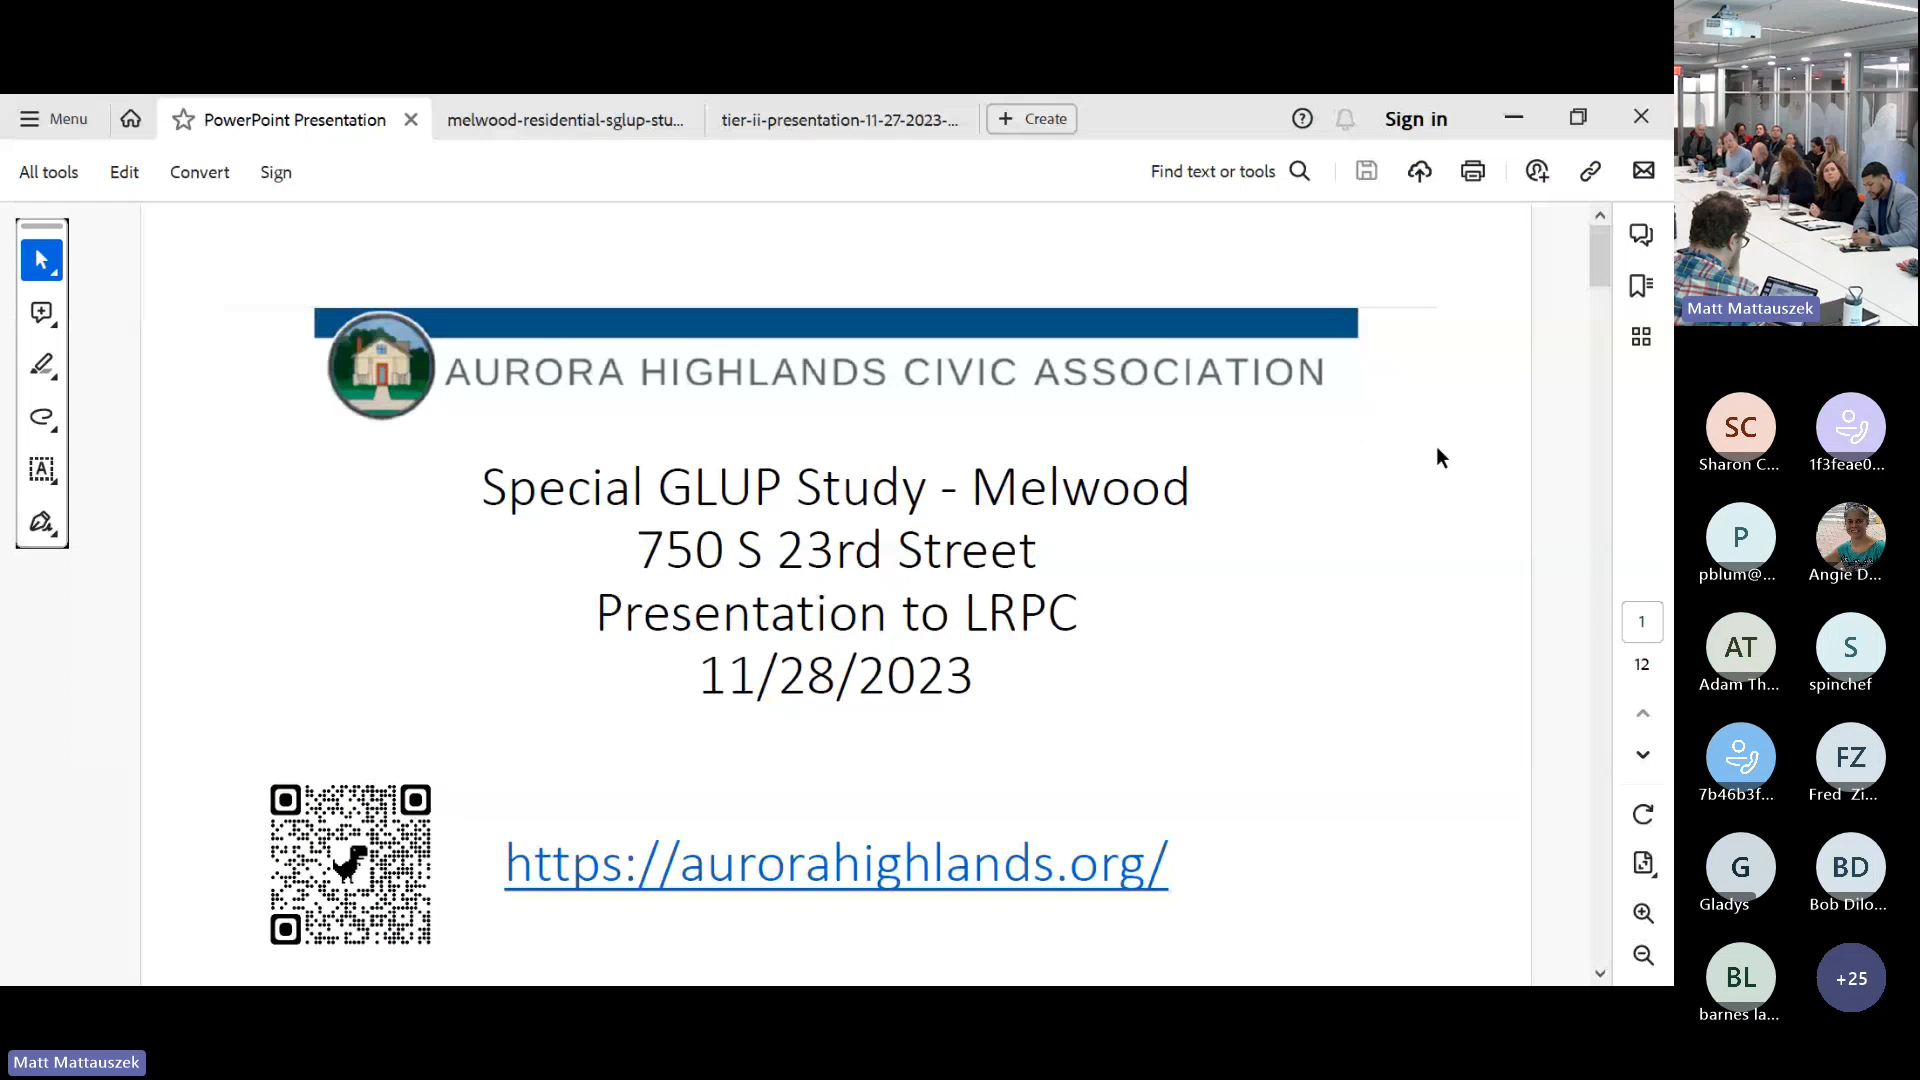 Menu
PowerPoint Presentation
melwood-residential-sglup-stu...
tier-ii-presentation-11-27-2023-...
Create
Sign in
All tools
Edit
Convert
Sign
Find text or tools
AURORA HIGHLANDS CIVIC ASSOCIATION
Special GLUP Study - Melwood
750 S 23rd Street
Presentation to LRPC
11/28/2023
https://aurorahighlands.org/
1
12
Matt Mattauszek
SC
Sharon C...
1f3feae0...
P
pblum@...
Angie D...
AT
Adam Th...
S
spinchef
7b46b3f...
FZ
Fred Zi...
G
Gladys
BD
Bob Dilo...
BL
barnes la...
+25
Matt Mattauszek